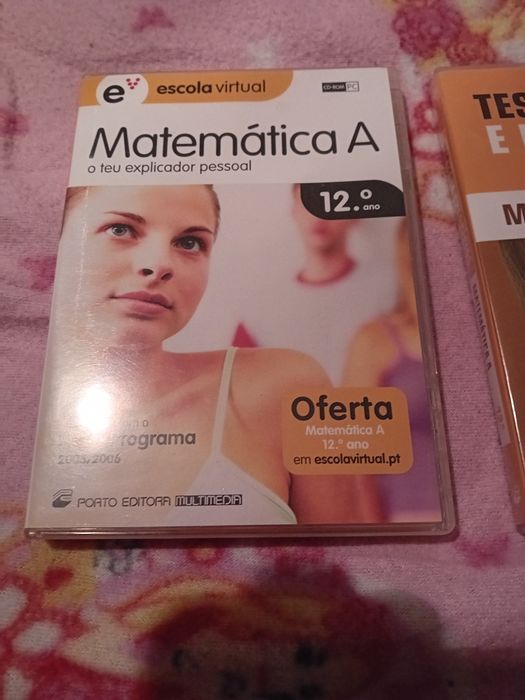 e escola virtual
CD-ROM PC
Matemática A
o teu explicador pessoal
12.º ano
Oferta
Matemática A
12.º ano
em escolavirtual.pt
programa
2005/2006
PORTO EDITORA MULTIMEDIA
TES
E
M